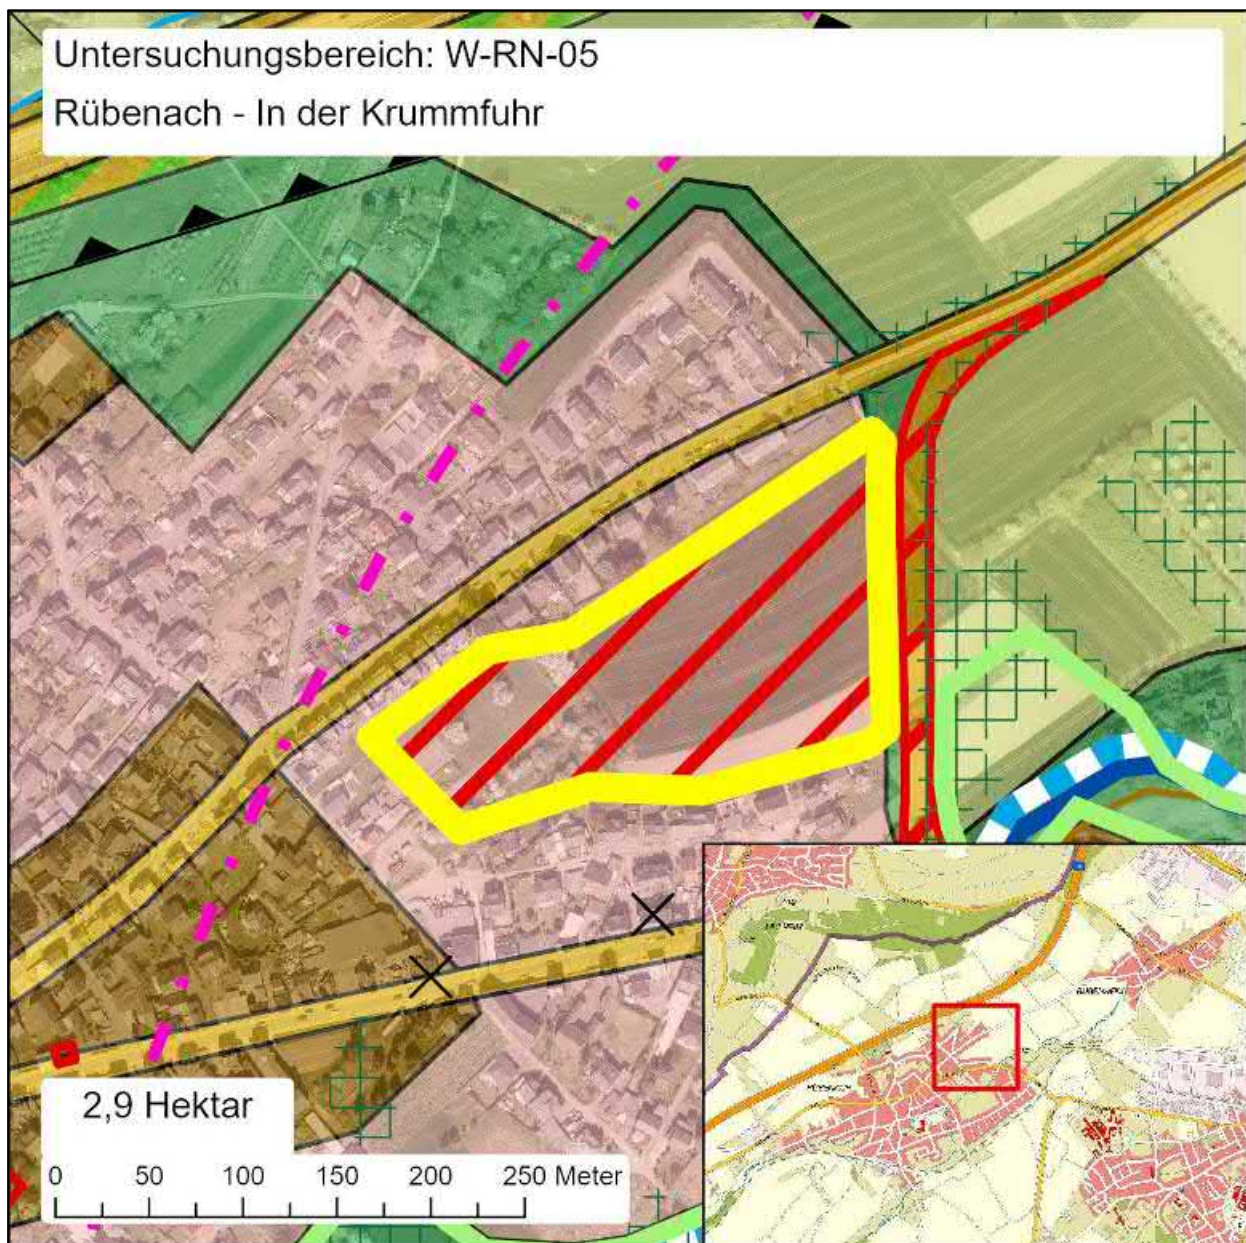 Untersuchungsbereich: W-RN-05
Rübenach - In der Krummfuhr
2,9 Hektar
0 50 100 150 200 250 Meter